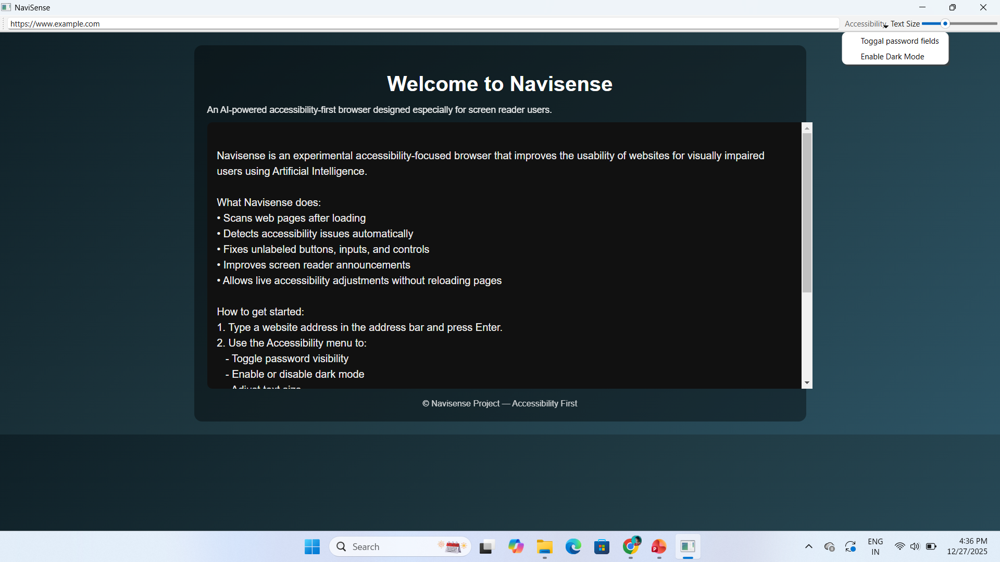 NaviSense
https://www.example.com
Accessibility Text Size
Toggal password fields
Enable Dark Mode
Welcome to Navisense
An AI-powered accessibility-first browser designed especially for screen reader users.
Navisense is an experimental accessibility-focused browser that improves the usability of websites for visually impaired
users using Artificial Intelligence.
What Navisense does:
• Scans web pages after loading
• Detects accessibility issues automatically
• Fixes unlabeled buttons, inputs, and controls
• Improves screen reader announcements
• Allows live accessibility adjustments without reloading pages
How to get started:
1. Type a website address in the address bar and press Enter.
2. Use the Accessibility menu to:
- Toggle password visibility
- Enable or disable dark mode
- Adjust text size
© Navisense Project — Accessibility First
Search
ENG
IN
4:36 PM
12/27/2025